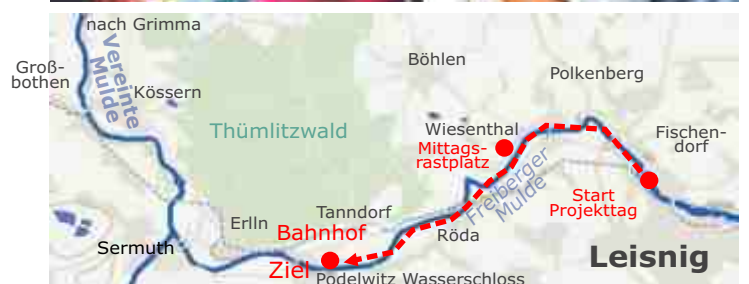 nach Grimma
Groß-
bothen
Vereinte
Mulde
Kössern
Thümlitzwald
Böhlen
Polkenberg
Wiesenthal
Mittags-
rastplatz
Fischen-
dorf
Freiberger
Mulde
Start
Projekttag
Erlln
Tanndorf
Bahnhof
Röda
Sermuth
Leisnig
Ziel
Podelwitz Wasserschloss